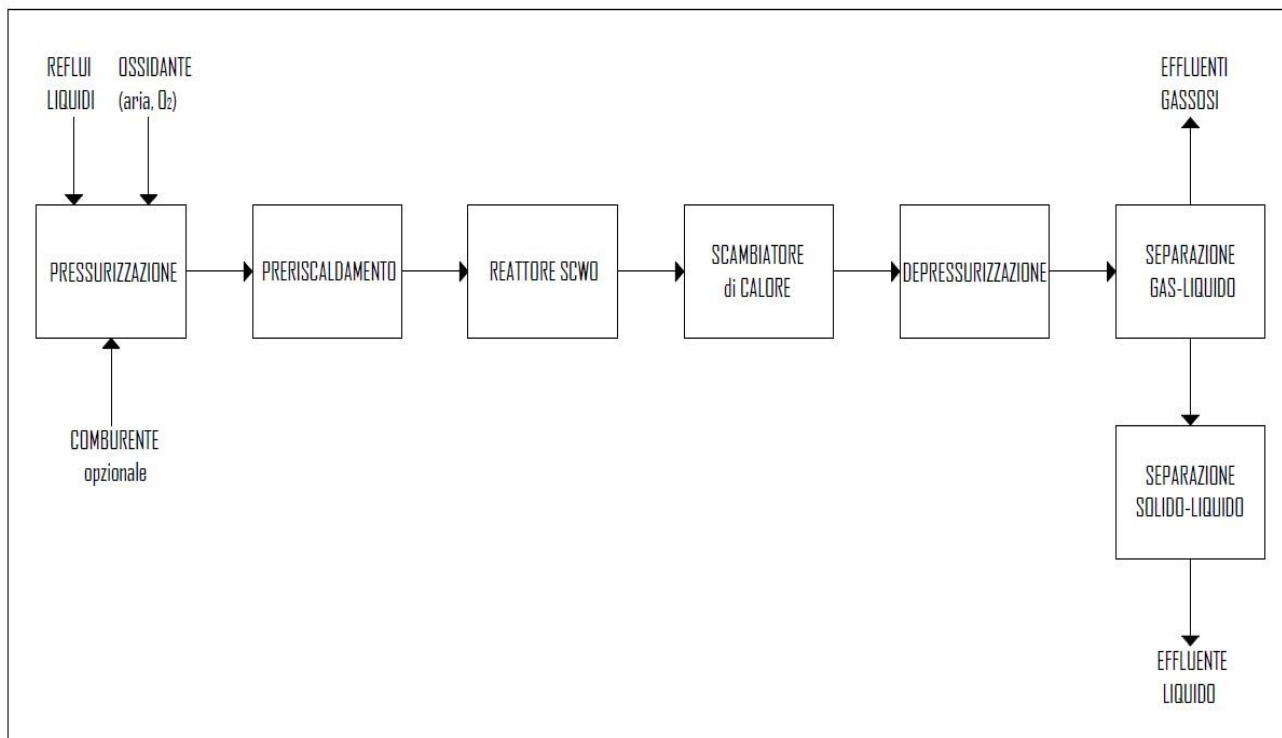 REFLUI
LIQUIDI
OSSIDANTE
(aria, O₂)
EFFLUENTI
GASSOSI
PRESSURIZZAZIONE
PRERISCALDAMENTO
REATTORE SCWO
SCAMBIATORE
di CALORE
DEPRESSURIZZAZIONE
SEPARAZIONE
GAS-LIQUIDO
COMBURENTE
opzionale
SEPARAZIONE
SOLIDO-LIQUIDO
EFFLUENTE
LIQUIDO